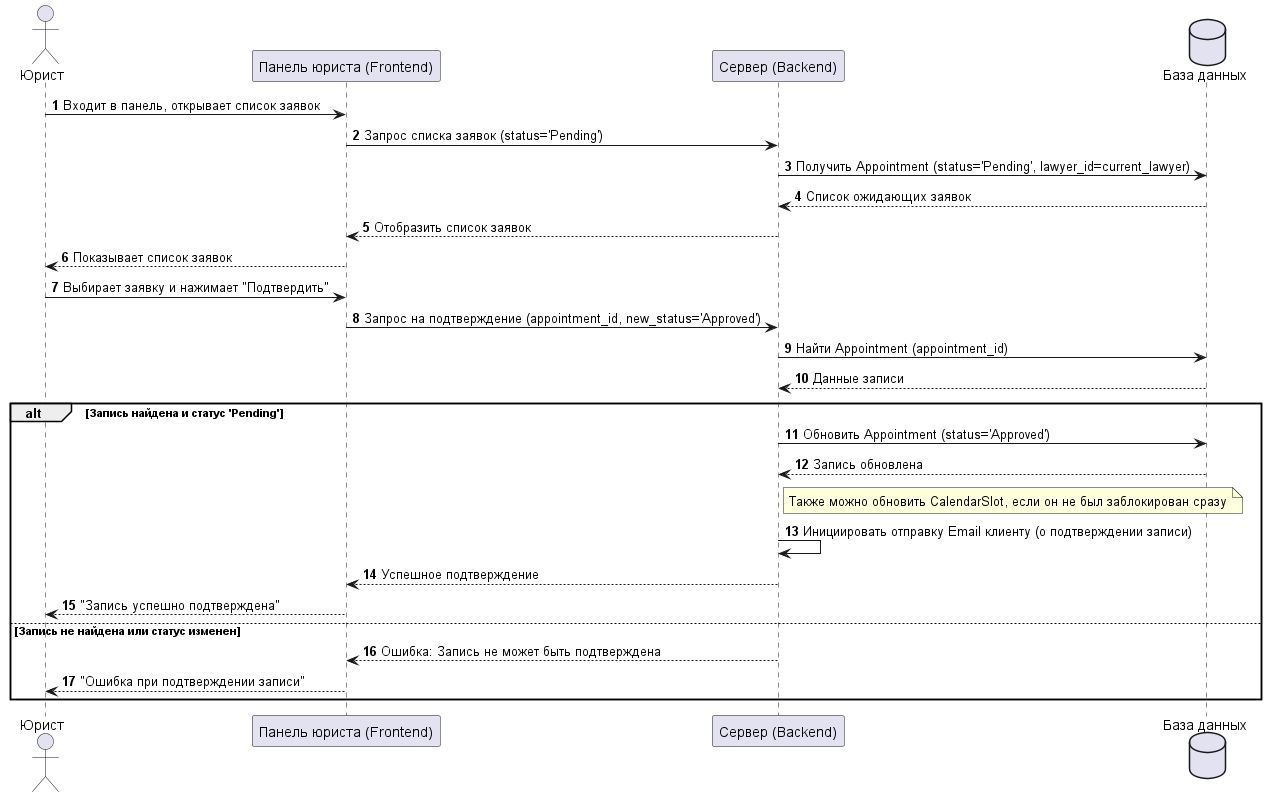 Юрист
Панель юриста (Frontend)
Сервер (Backend)
База данных
1 Входит в панель, открывает список заявок
2 Запрос списка заявок (status='Pending')
3 Получить Appointment (status='Pending', lawyer_id=current_lawyer)
4 Список ожидающих заявок
5 Отобразить список заявок
6 Показывает список заявок
7 Выбирает заявку и нажимает "Подтвердить"
8 Запрос на подтверждение (appointment_id, new_status='Approved')
9 Найти Appointment (appointment_id)
10 Данные записи
alt [Запись найдена и статус 'Pending']
11 Обновить Appointment (status='Approved')
12 Запись обновлена
Также можно обновить CalendarSlot, если он не был заблокирован сразу
13 Инициировать отправку Email клиенту (о подтверждении записи)
14 Успешное подтверждение
15 "Запись успешно подтверждена"
[Запись не найдена или статус изменен]
16 Ошибка: Запись не может быть подтверждена
17 "Ошибка при подтверждении записи"
Юрист
Панель юриста (Frontend)
Сервер (Backend)
База данных